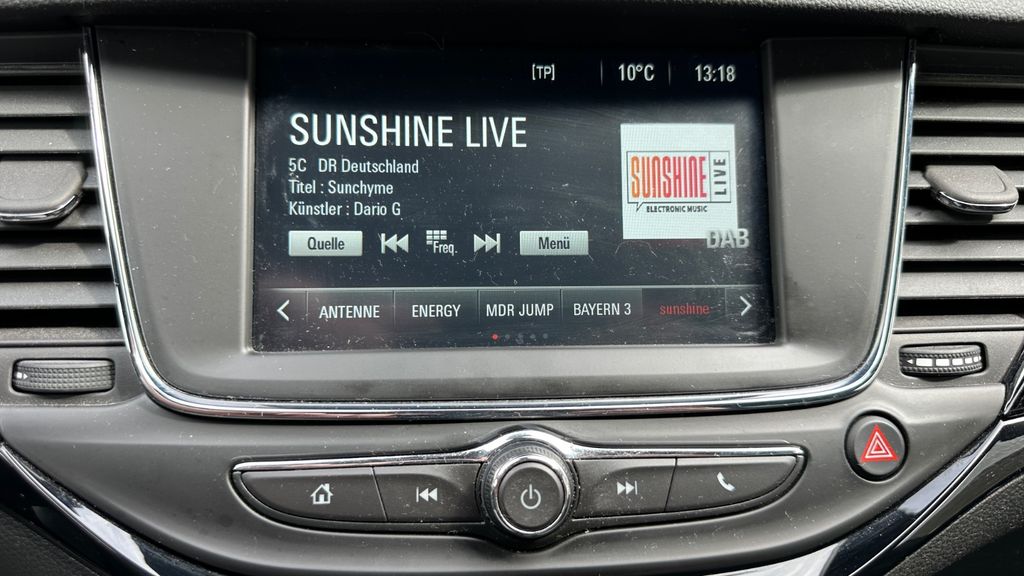 [TP] 10°C 13:18
SUNSHINE LIVE
5C DR Deutschland
Titel : Sunchyme
Künstler : Dario G
Quelle Freq. Menü
SUNSHINE LIVE
ELECTRONIC MUSIC
DAB
ANTENNE ENERGY MDR JUMP BAYERN 3 sunshine